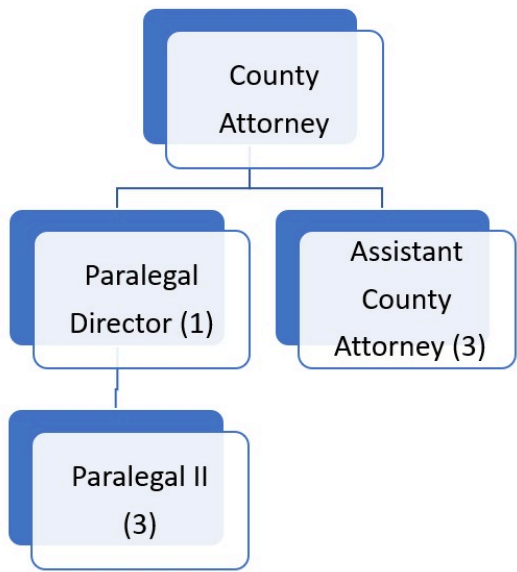 County
Attorney
Paralegal
Director (1)
Assistant
County
Attorney (3)
Paralegal II
(3)